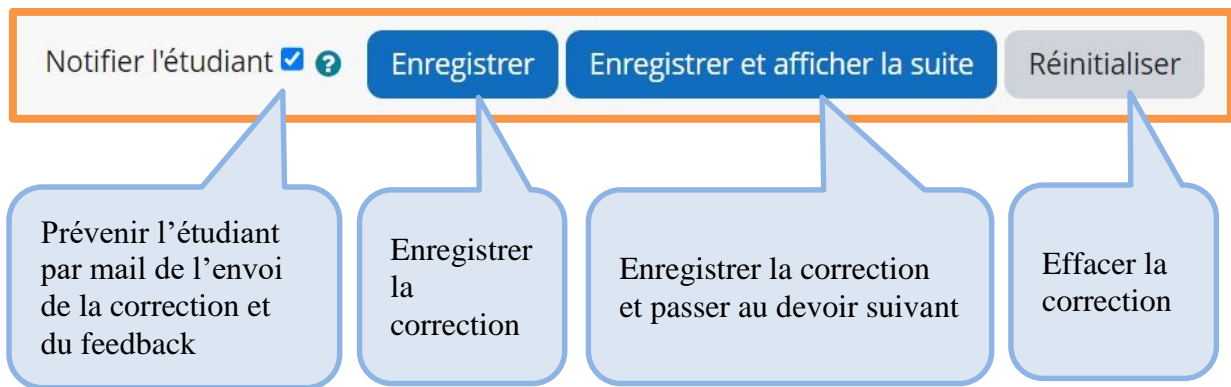 Notifier l'étudiant ? Enregistrer Enregistrer et afficher la suite Réinitialiser
Prévenir l’étudiant
par mail de l’envoi
de la correction et
du feedback
Enregistrer
la
correction
Enregistrer la correction
et passer au devoir suivant
Effacer la
correction